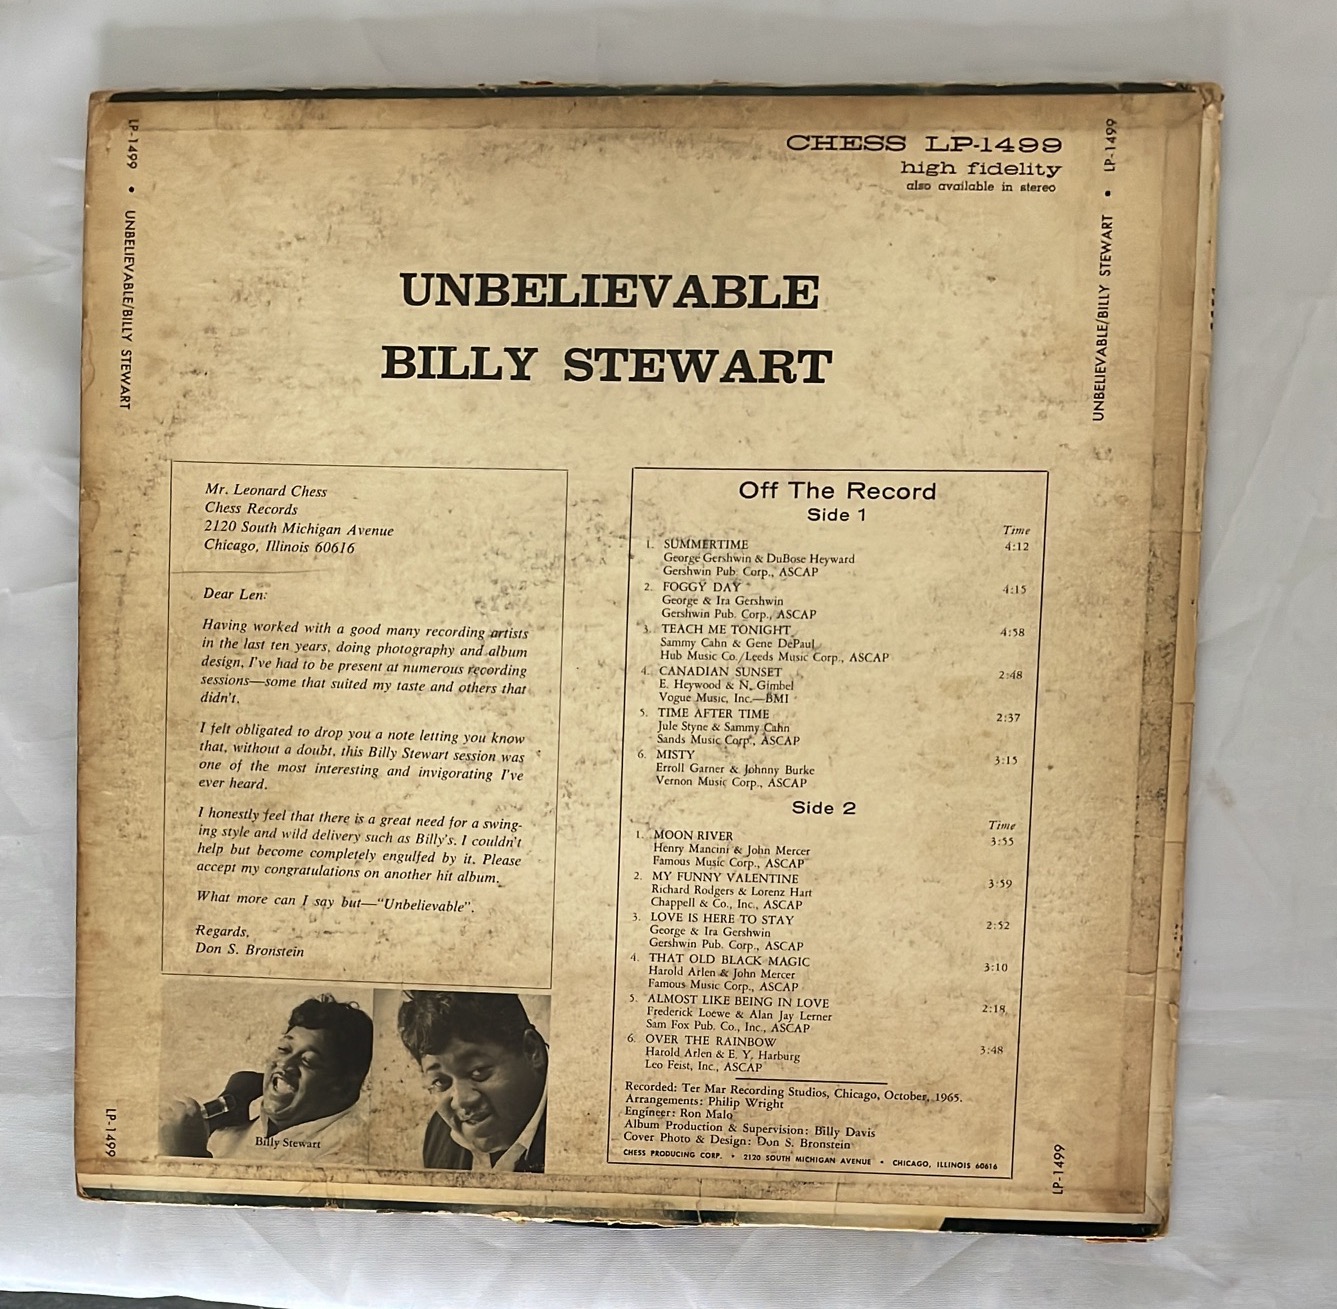 CHESS LP-1499
high fidelity
also available in stereo
LP-1499 • UNBELIEVABLE/BILLY STEWART
LP-1499
UNBELIEVABLE/BILLY STEWART • LP-1499
LP-1499
UNBELIEVABLE
BILLY STEWART
Mr. Leonard Chess
Chess Records
2120 South Michigan Avenue
Chicago, Illinois 60616
Dear Len:
Having worked with a good many recording artists
in the last ten years, doing photography and album
design, I've had to be present at numerous recording
sessions—some that suited my taste and others that
didn't.
I felt obligated to drop you a note letting you know
that, without a doubt, this Billy Stewart session was
one of the most interesting and invigorating I've
ever heard.
I honestly feel that there is a great need for a swing-
ing style and wild delivery such as Billy's. I couldn't
help but become completely engulfed by it. Please
accept my congratulations on another hit album.
What more can I say but—"Unbelievable".
Regards,
Don S. Bronstein
Billy Stewart
Off The Record
Side 1
Time
1. SUMMERTIME 4:12
George Gershwin & DuBose Heyward
Gershwin Pub. Corp., ASCAP
2. FOGGY DAY 4:15
George & Ira Gershwin
Gershwin Pub. Corp., ASCAP
3. TEACH ME TONIGHT 4:58
Sammy Cahn & Gene DePaul
Hub Music Co./Leeds Music Corp., ASCAP
4. CANADIAN SUNSET 2:48
E. Heywood & N. Gimbel
Vogue Music, Inc.—BMI
5. TIME AFTER TIME 2:37
Jule Styne & Sammy Cahn
Sands Music Corp., ASCAP
6. MISTY 3:15
Erroll Garner & Johnny Burke
Vernon Music Corp., ASCAP
Side 2
Time
1. MOON RIVER 3:55
Henry Mancini & John Mercer
Famous Music Corp., ASCAP
2. MY FUNNY VALENTINE 3:59
Richard Rodgers & Lorenz Hart
Chappell & Co., Inc., ASCAP
3. LOVE IS HERE TO STAY 2:52
George & Ira Gershwin
Gershwin Pub. Corp., ASCAP
4. THAT OLD BLACK MAGIC 3:10
Harold Arlen & John Mercer
Famous Music Corp., ASCAP
5. ALMOST LIKE BEING IN LOVE 2:18
Frederick Loewe & Alan Jay Lerner
Sam Fox Pub. Co., Inc., ASCAP
6. OVER THE RAINBOW 3:48
Harold Arlen & E. Y. Harburg
Leo Feist, Inc., ASCAP
Recorded: Ter Mar Recording Studios, Chicago, October, 1965.
Arrangements: Philip Wright
Engineer: Ron Malo
Album Production & Supervision: Billy Davis
Cover Photo & Design: Don S. Bronstein
CHESS PRODUCING CORP. • 2120 SOUTH MICHIGAN AVENUE • CHICAGO, ILLINOIS 60616